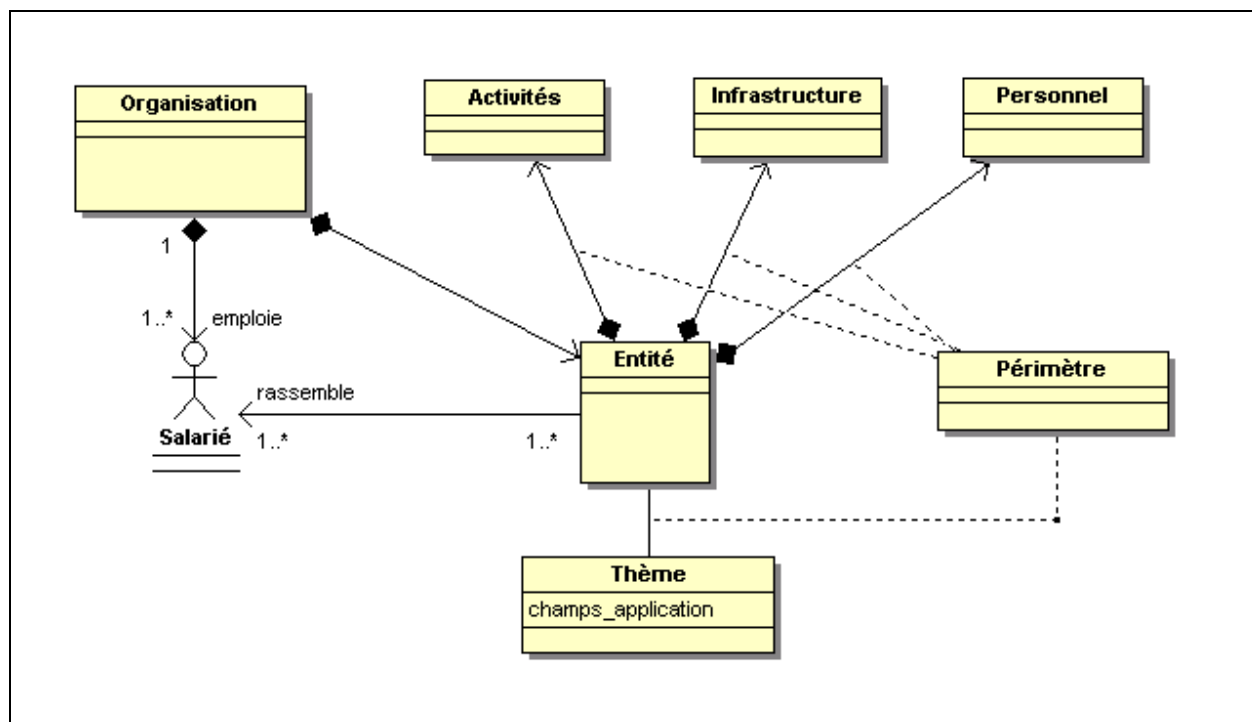 Organisation
Activités
Infrastructure
Personnel
1
1..*
emploie
Salarié
rassemble
1..*
1..*
Entité
Périmètre
Thème
champs_application